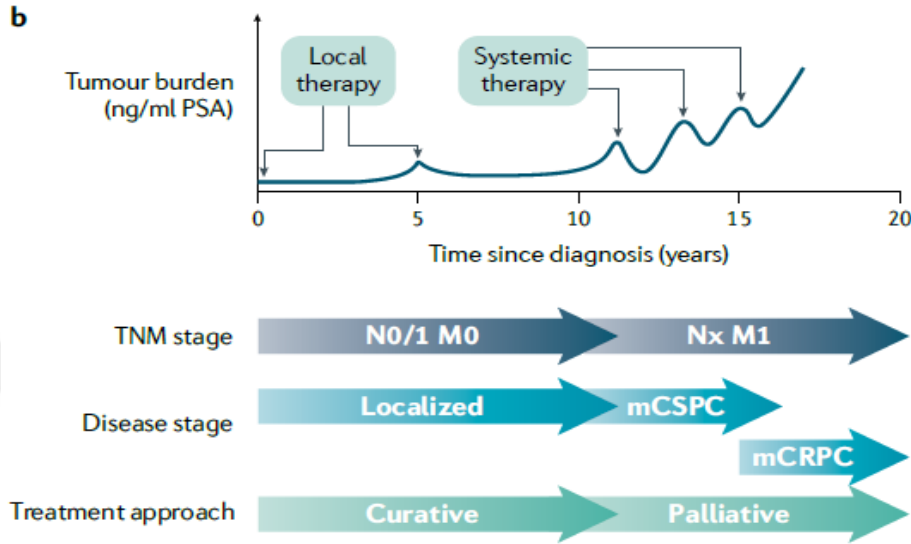 b
Tumour burden
(ng/ml PSA)
Local
therapy
Systemic
therapy
0
5
10
15
20
Time since diagnosis (years)
TNM stage
N0/1 M0
Nx M1
Disease stage
Localized
mCSPC
mCRPC
Treatment approach
Curative
Palliative